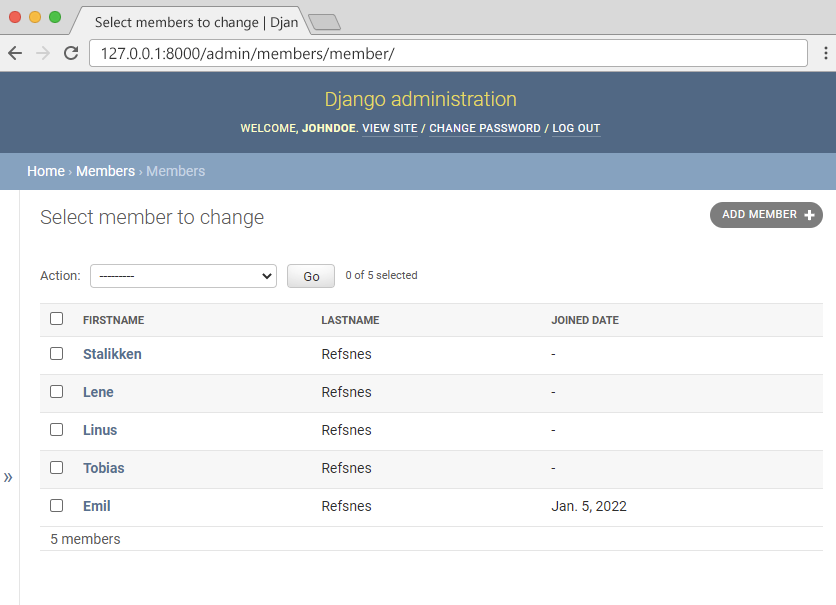 Select members to change | Djan
127.0.0.1:8000/admin/members/member/
Django administration
WELCOME, JOHNDOE. VIEW SITE / CHANGE PASSWORD / LOG OUT
Home › Members › Members
Select member to change
ADD MEMBER +
Action: --------- Go 0 of 5 selected
FIRSTNAME LASTNAME JOINED DATE
Stalikken Refsnes -
Lene Refsnes -
Linus Refsnes -
Tobias Refsnes -
»
Emil Refsnes Jan. 5, 2022
5 members